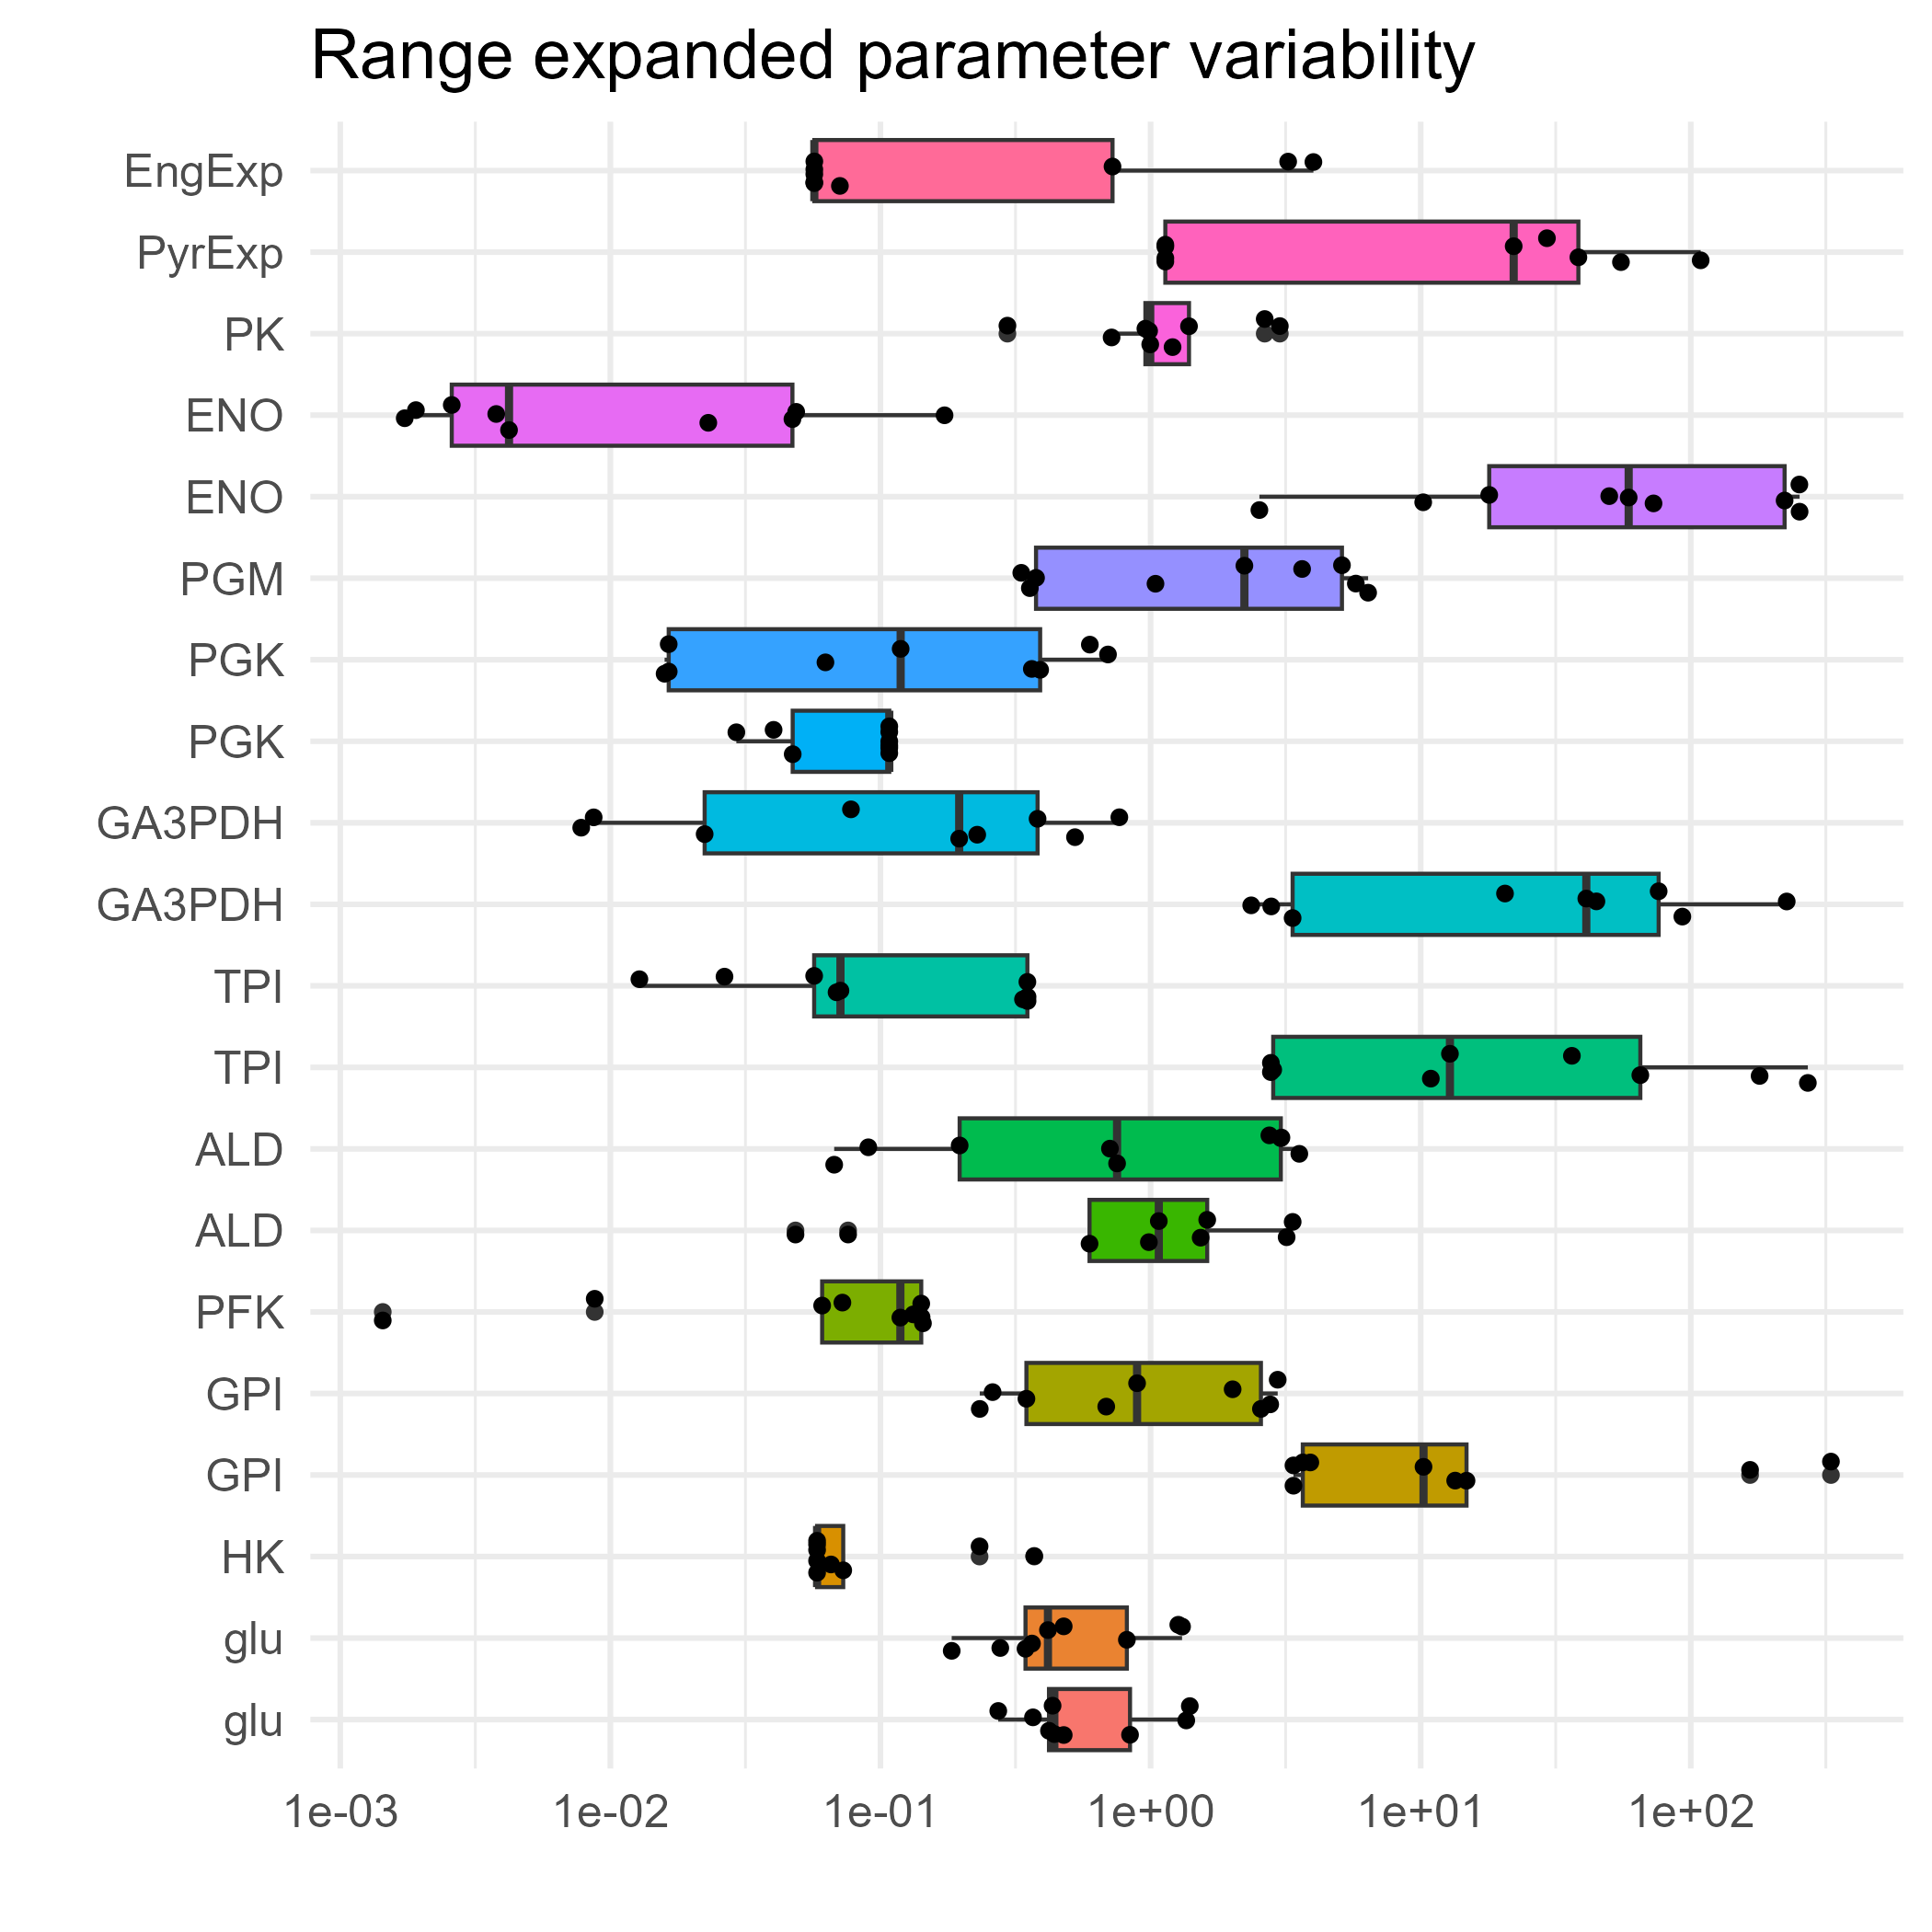 Range expanded parameter variability
EngExp
PyrExp
PK
ENO
ENO
PGM
PGK
PGK
GA3PDH
GA3PDH
TPI
TPI
ALD
ALD
PFK
GPI
GPI
HK
glu
glu
1e-03 1e-02 1e-01 1e+00 1e+01 1e+02